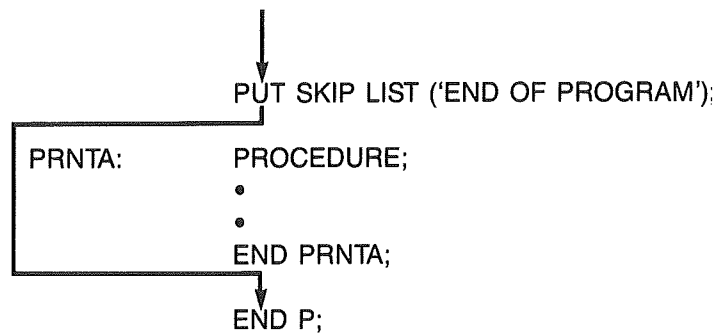 PUT SKIP LIST ('END OF PROGRAM');
PRNTA: PROCEDURE;
•
•
END PRNTA;
END P;